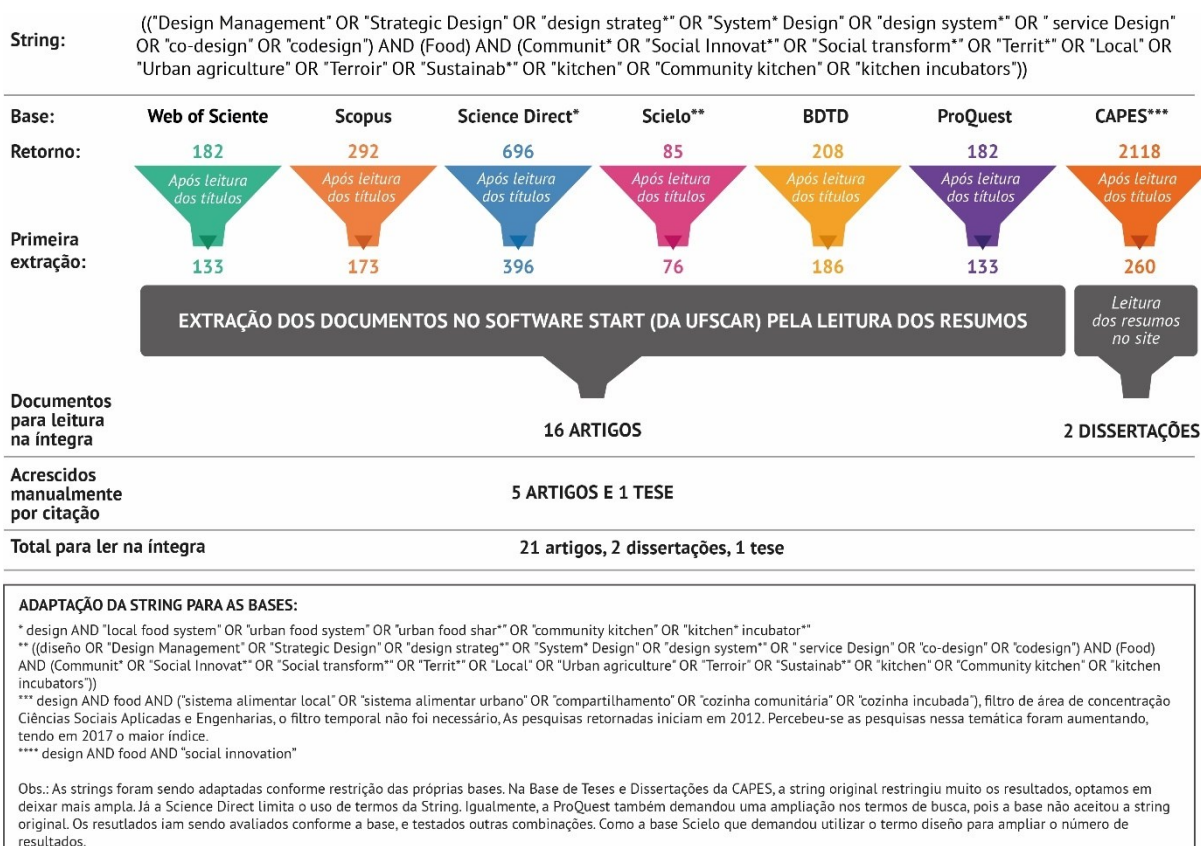 String:
(("Design Management" OR "Strategic Design" OR "design strateg*" OR "System* Design" OR "design system*" OR " service Design"
OR "co-design" OR "codesign") AND (Food) AND (Communit* OR "Social Innovat*" OR "Social transform*" OR "Territ*" OR "Local" OR
"Urban agriculture" OR "Terroir" OR "Sustainab*" OR "kitchen" OR "Community kitchen" OR "kitchen incubators"))
Base: Web of Sciente Scopus Science Direct* Scielo** BDTD ProQuest CAPES***
Retorno: 182 292 696 85 208 182 2118
Após leitura Após leitura Após leitura Após leitura Após leitura Após leitura Após leitura
dos títulos dos títulos dos títulos dos títulos dos títulos dos títulos dos títulos
Primeira
extração: 133 173 396 76 186 133 260
EXTRAÇÃO DOS DOCUMENTOS NO SOFTWARE START (DA UFSCAR) PELA LEITURA DOS RESUMOS
Leitura
dos resumos
no site
Documentos
para leitura
na íntegra
16 ARTIGOS 2 DISSERTAÇÕES
Acrescidos
manualmente
por citação
5 ARTIGOS E 1 TESE
Total para ler na íntegra 21 artigos, 2 dissertações, 1 tese
ADAPTAÇÃO DA STRING PARA AS BASES:
* design AND "local food system" OR "urban food system" OR "urban food shar*" OR "community kitchen" OR "kitchen* incubator*"
** ((diseño OR "Design Management" OR "Strategic Design" OR "design strateg*" OR "System* Design" OR "design system*" OR " service Design" OR "co-design" OR "codesign") AND (Food)
AND (Communit* OR "Social Innovat*" OR "Social transform*" OR "Territ*" OR "Local" OR "Urban agriculture" OR "Terroir" OR "Sustainab*" OR "kitchen" OR "Community kitchen" OR "kitchen
incubators"))
*** design AND food AND ("sistema alimentar local" OR "sistema alimentar urbano" OR "compartilhamento" OR "cozinha comunitária" OR "cozinha incubada"), filtro de área de concentração
Ciências Sociais Aplicadas e Engenharias, o filtro temporal não foi necessário, As pesquisas retornadas iniciam em 2012. Percebeu-se as pesquisas nessa temática foram aumentando,
tendo em 2017 o maior índice.
**** design AND food AND "social innovation"
Obs.: As strings foram sendo adaptadas conforme restrição das próprias bases. Na Base de Teses e Dissertações da CAPES, a string original restringiu muito os resultados, optamos em
deixar mais ampla. Já a Science Direct limita o uso de termos da String. Igualmente, a ProQuest também demandou uma ampliação nos termos de busca, pois a base não aceitou a string
original. Os resutlados iam sendo avaliados conforme a base, e testados outras combinações. Como a base Scielo que demandou utilizar o termo diseño para ampliar o número de
resultados.